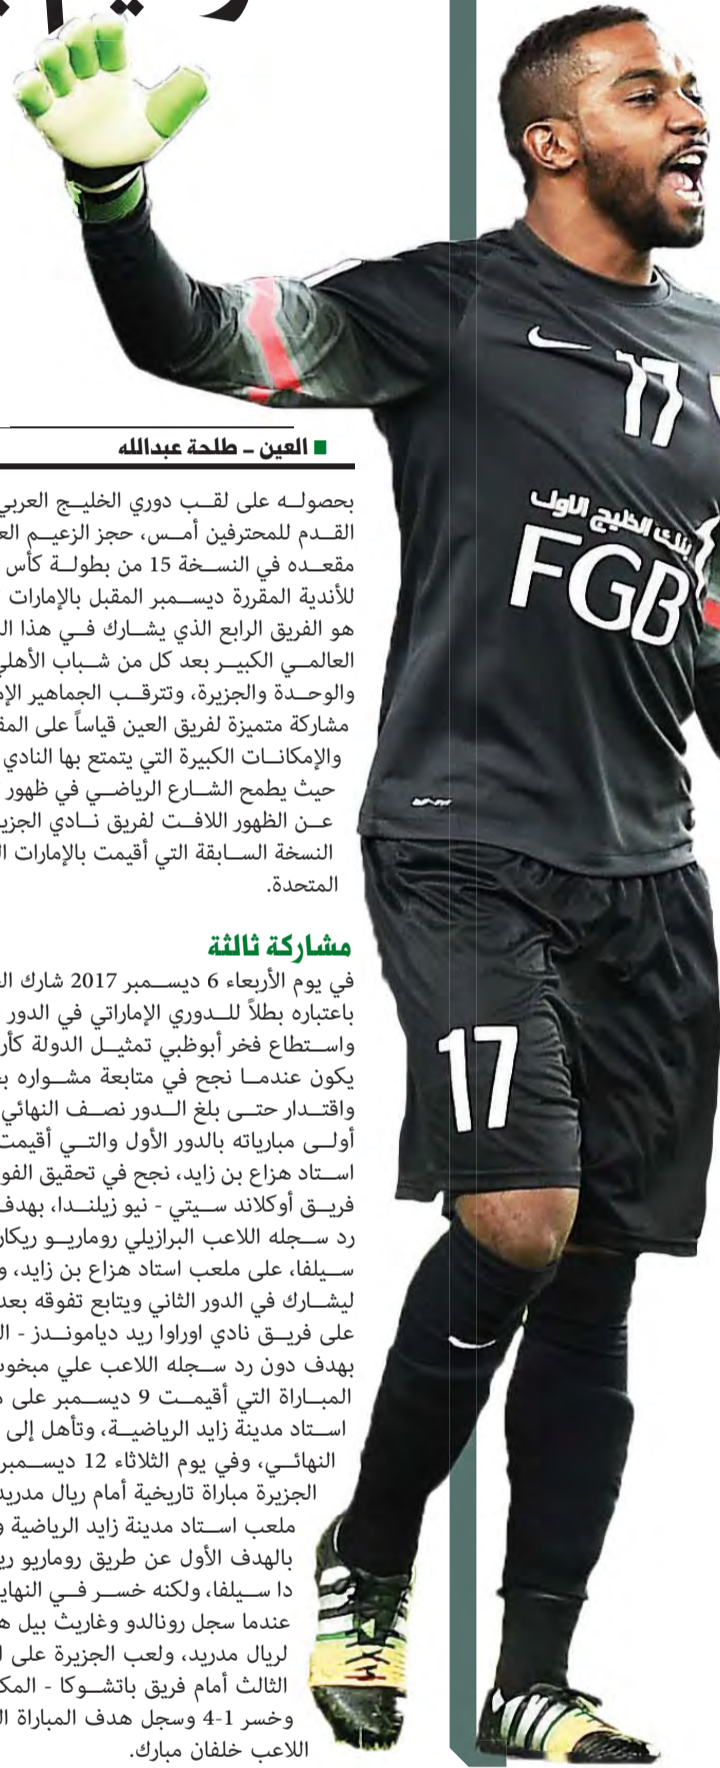 ■ العين - طلحة عبدالله
بحصولـه على لقـب دوري الخليـج العربي
القـدم للمحترفين أمـس، حجز الزعيـم
مقعـده في النسـخة 15 من بطولـة كأس
للأندية المقررة ديسـمبر المقبل بالإمارات
هو الفريق الرابع الذي يشـارك فـي هذا
العالمـي الكبيـر بعد كل من شـباب الأهلي
والوحـدة والجزيرة، وتترقـب الجماهير
مشاركة متميزة لفريق العين قياساً على
والإمكانـات الكبيرة التي يتمتع بها النادي
حيث يطمح الشـارع الرياضـي في ظهور
عـن الظهور اللافـت لفريق نـادي
النسخة السـابقة التي أقيمت بالإمارات
المتحدة.
مشاركة ثالثة
في يوم الأربعاء 6 ديسـمبر 2017 شارك
باعتباره بطلاً للـدوري الإماراتي في الدور
واسـتطاع فخر أبوظبي تمثيـل الدولة
يكون عندمـا نجح في متابعة مشـواره
واقتـدار حتـى بلغ الـدور نصـف النهائي
أولـى مبارياته بالدور الأول والتـي أقيمت
اسـتاد هزاع بن زايد، نجح في تحقيق
فريـق أوكلاند سـيتي - نيو زيلنـدا، بهدف
رد سـجله اللاعب البرازيلي روماريـو
سـيلفا، على ملعب استاد هزاع بن زايد،
ليشـارك في الدور الثاني ويتابع تفوقه بعد
على فريـق نادي اوراوا ريد ديامونـدز -
بهدف دون رد سـجله اللاعب علي
المبـاراة التي أقيمـت 9 ديسـمبر على
اسـتاد مدينة زايد الرياضيـة، وتأهل إلى
النهائـي، وفي يوم الثلاثاء 12 ديسـمبر
الجزيرة مباراة تاريخية أمام ريال مدريد
ملعب اسـتاد مدينة زايد الرياضية
بالهدف الأول عن طريق روماريو
دا سـيلفا، ولكنه خسـر فـي
عندما سجل رونالدو وغاريث بيل
لريال مدريد، ولعب الجزيرة على
الثالث أمام فريق باتشـوكا -
وخسر 1-4 وسجل هدف المباراة
اللاعب خلفان مبارك.
17
بنك الخليج الاول
FGB
17